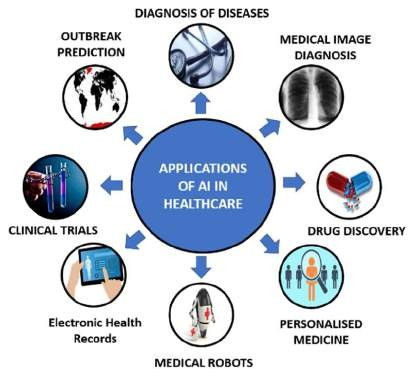 DIAGNOSIS OF DISEASES
OUTBREAK
PREDICTION
MEDICAL IMAGE
DIAGNOSIS
APPLICATIONS
OF AI IN
HEALTHCARE
CLINICAL TRIALS
DRUG DISCOVERY
Electronic Health
Records
PERSONALISED
MEDICINE
MEDICAL ROBOTS